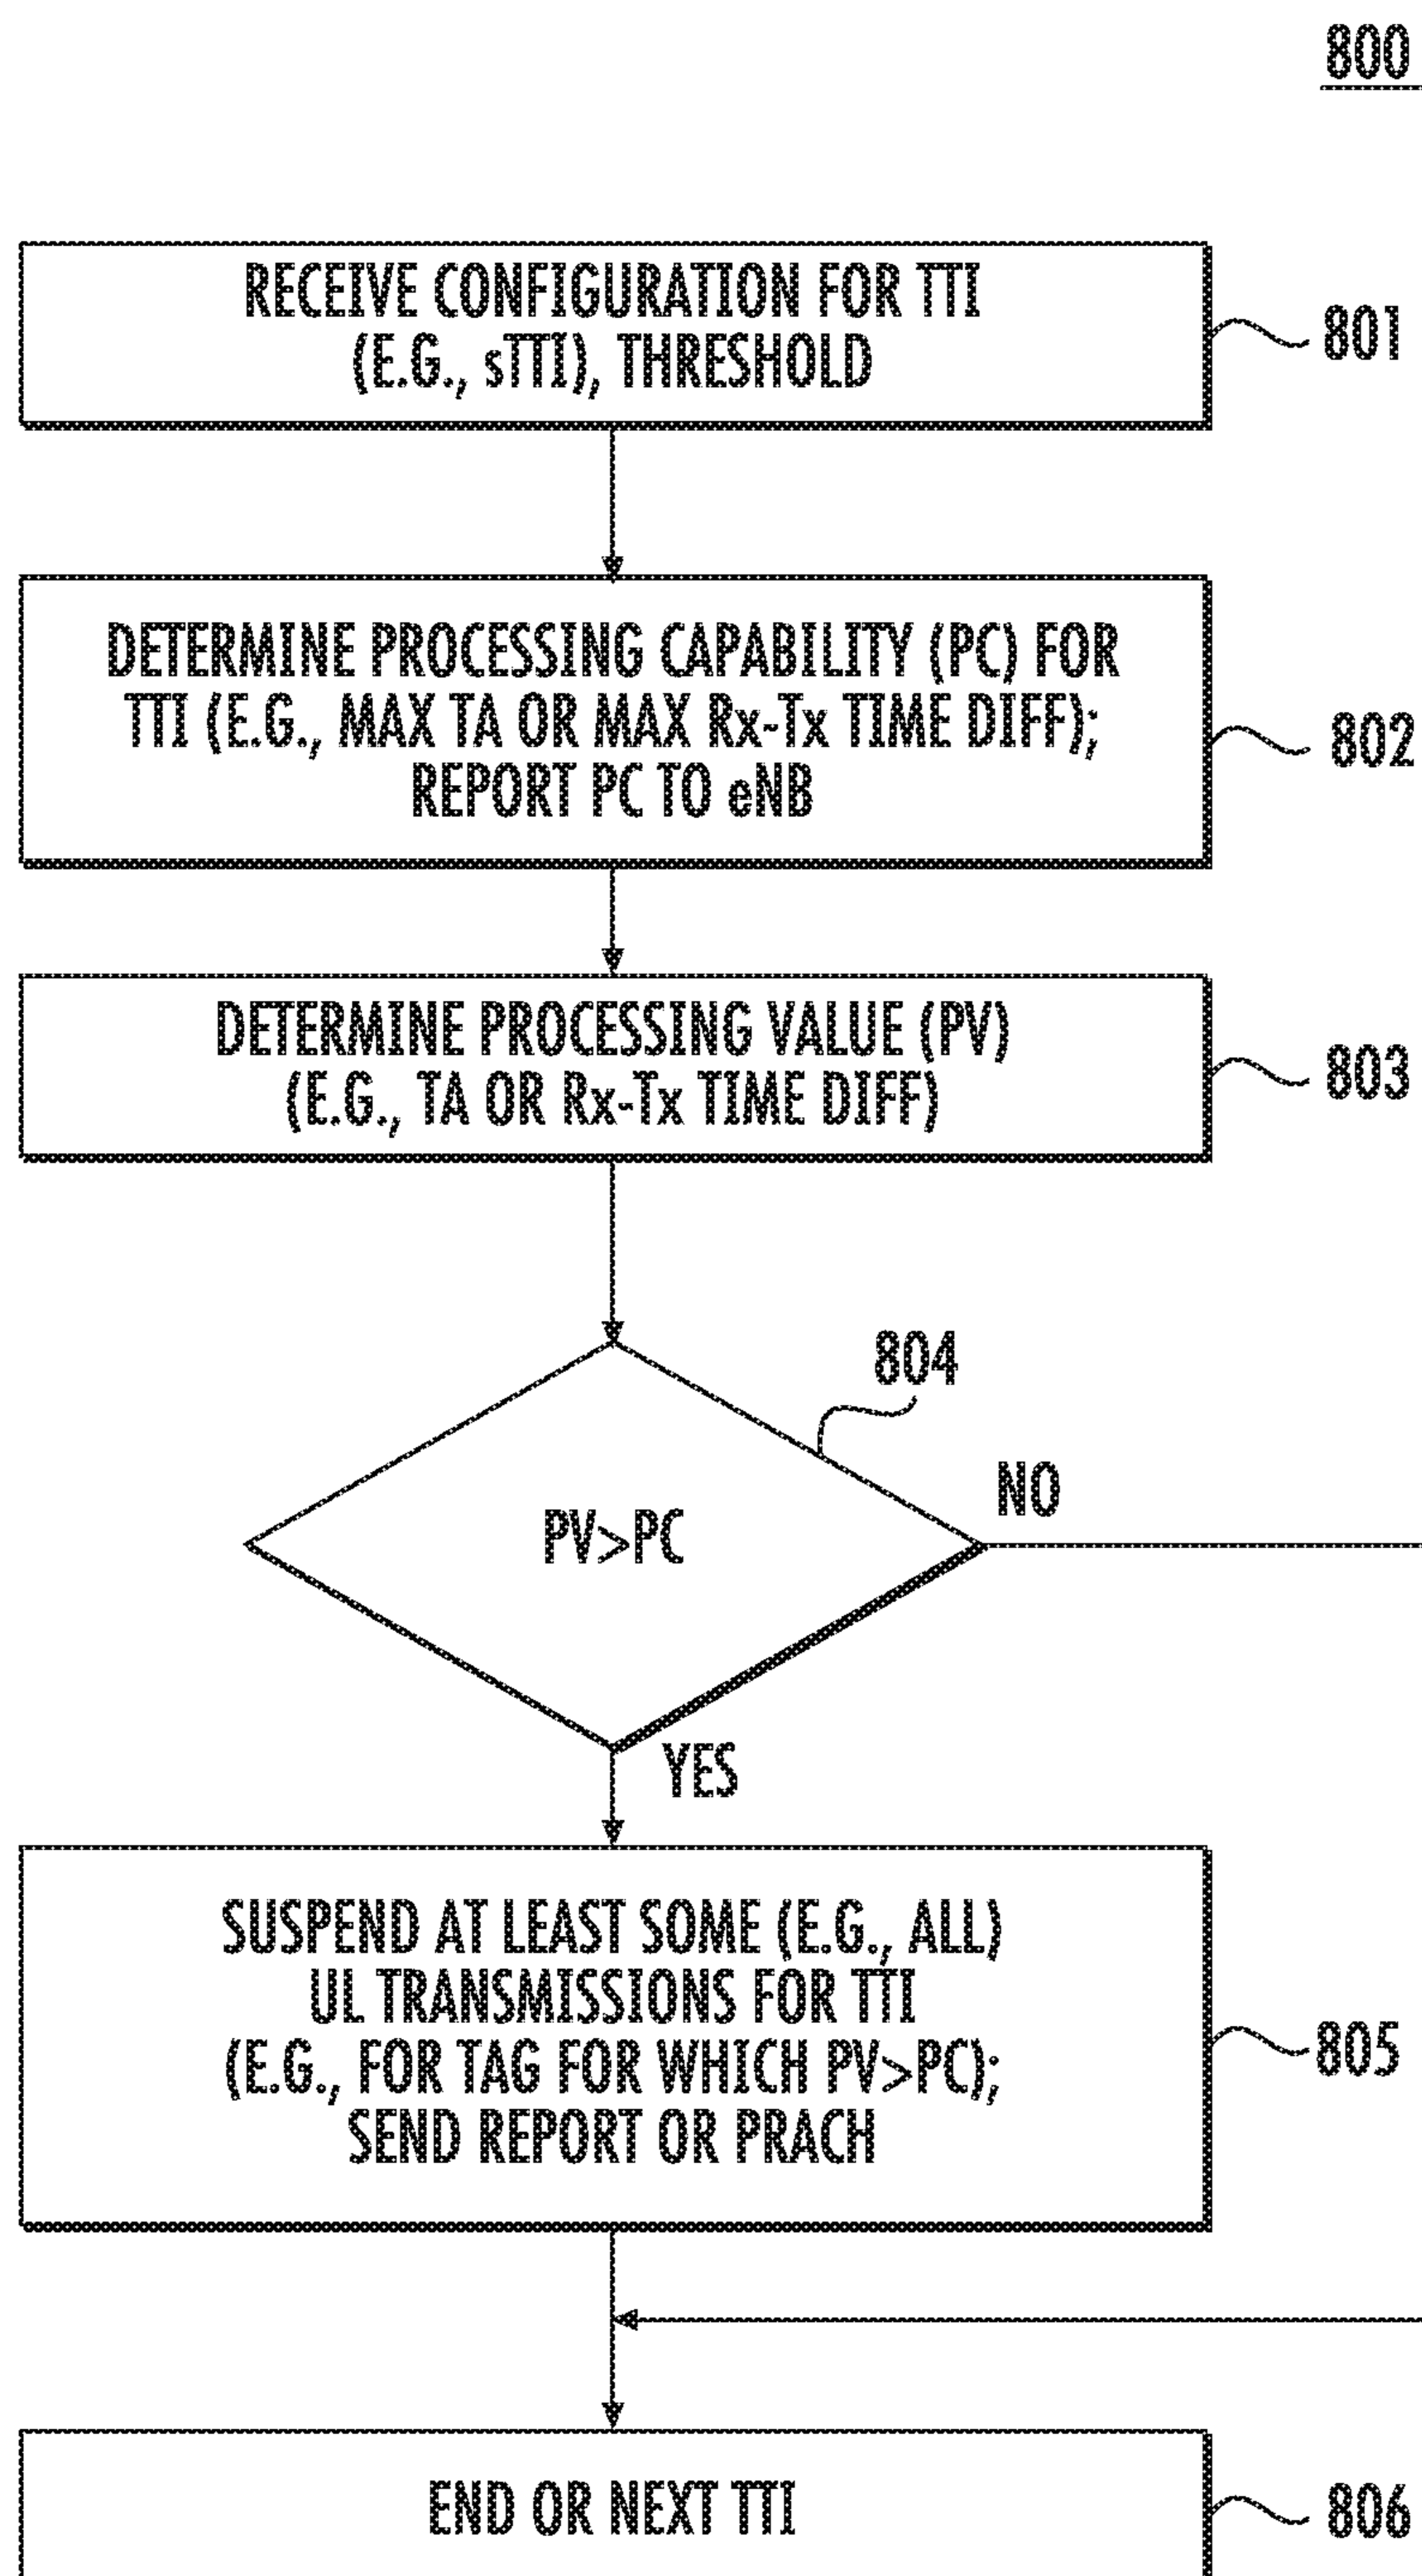 800
RECEIVE CONFIGURATION FOR TTI
(E.G., sTTI), THRESHOLD
801
DETERMINE PROCESSING CAPABILITY (PC) FOR
TTI (E.G., MAX TA OR MAX Rx-Tx TIME DIFF);
REPORT PC TO eNB
802
DETERMINE PROCESSING VALUE (PV)
(E.G., TA OR Rx-Tx TIME DIFF)
803
804
PV>PC
NO
YES
SUSPEND AT LEAST SOME (E.G., ALL)
UL TRANSMISSIONS FOR TTI
(E.G., FOR TAG FOR WHICH PV>PC);
SEND REPORT OR PRACH
805
END OR NEXT TTI
806